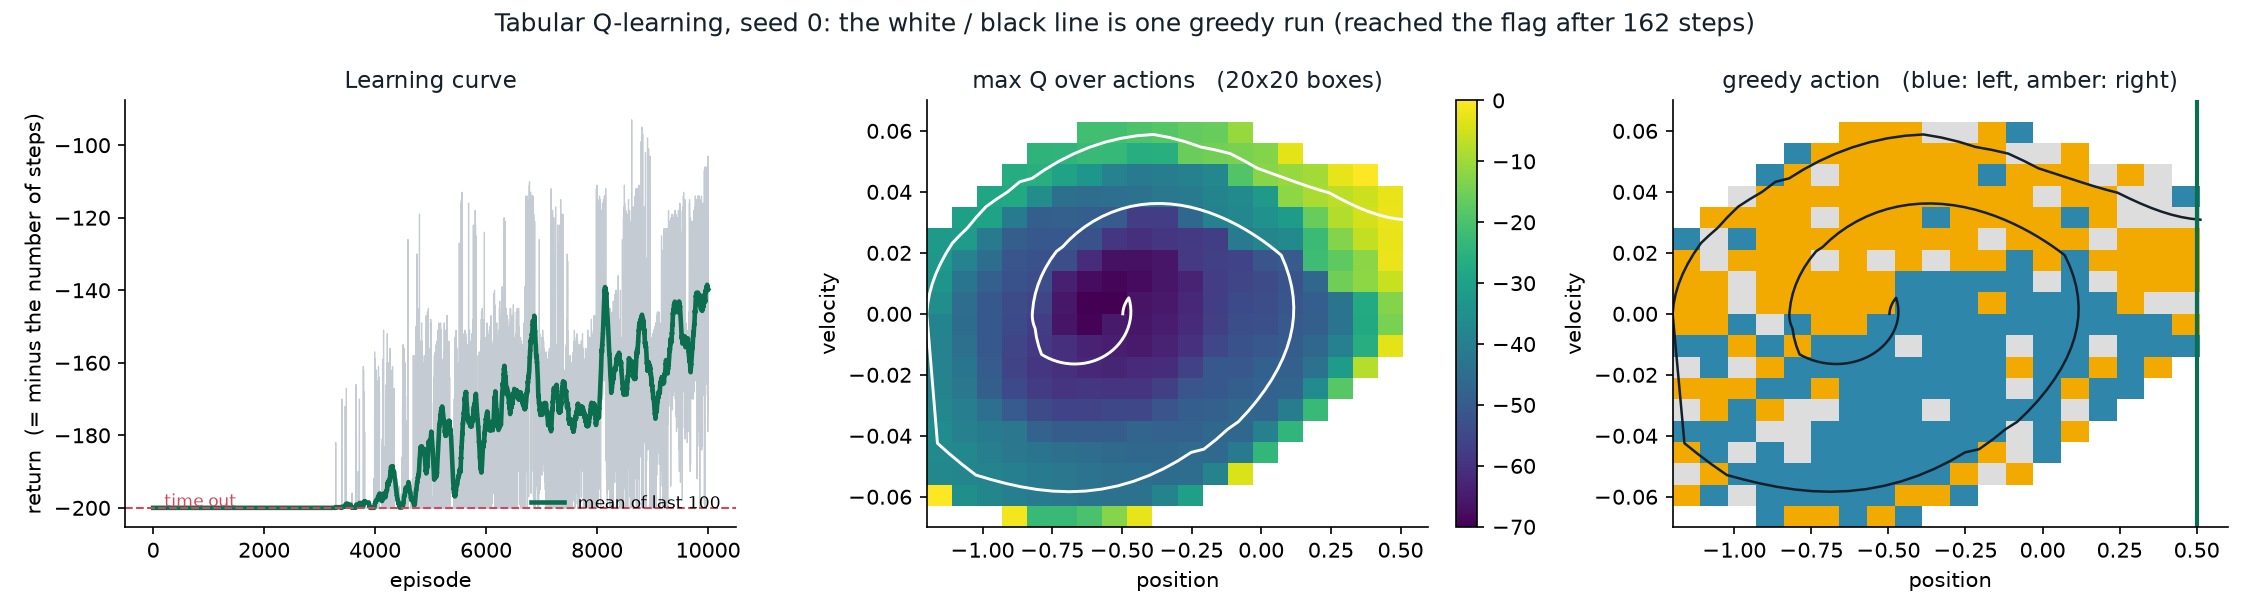 Tabular Q-learning, seed 0: the white / black line is one greedy run (reached the flag after 162 steps)
Learning curve
return (= minus the number of steps)
−100
−120
−140
−160
−180
−200
time out
mean of last 100
0 2000 4000 6000 8000 10000
episode
max Q over actions (20x20 boxes)
velocity
0.06
0.04
0.02
0.00
−0.02
−0.04
−0.06
−1.00 −0.75 −0.50 −0.25 0.00 0.25 0.50
position
0
−10
−20
−30
−40
−50
−60
−70
greedy action (blue: left, amber: right)
velocity
0.06
0.04
0.02
0.00
−0.02
−0.04
−0.06
−1.00 −0.75 −0.50 −0.25 0.00 0.25 0.50
position